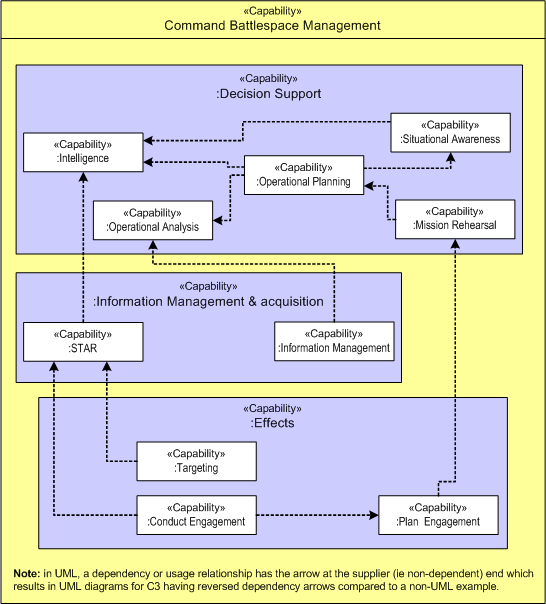 «Capability»
Command Battlespace Management
«Capability»
:Decision Support
«Capability»
:Situational Awareness
«Capability»
:Intelligence
«Capability»
:Operational Planning
«Capability»
:Operational Analysis
«Capability»
:Mission Rehearsal
«Capability»
:Information Management & acquisition
«Capability»
:STAR
«Capability»
:Information Management
«Capability»
:Effects
«Capability»
:Targeting
«Capability»
:Conduct Engagement
«Capability»
:Plan Engagement
Note: in UML, a dependency or usage relationship has the arrow at the supplier (ie non-dependent) end which
results in UML diagrams for C3 having reversed dependency arrows compared to a non-UML example.